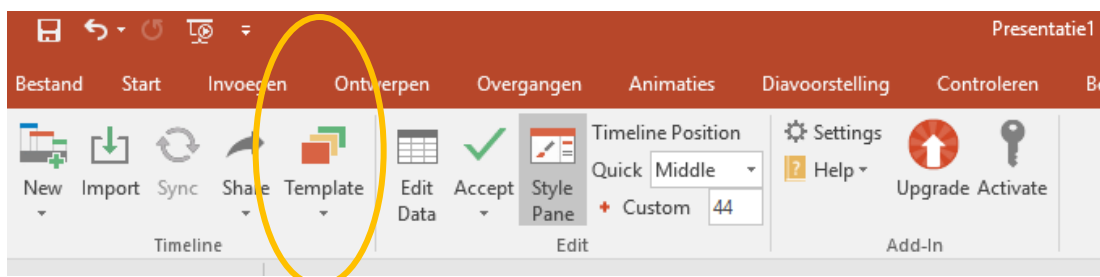 Presentatie1
Bestand Start Invoegen Ontwerpen Overgangen Animaties Diavoorstelling Controleren
New Import Sync Share Template
Edit Data
Accept
Style Pane
Timeline Position
Quick Middle
Custom 44
Settings
? Help
Upgrade Activate
Timeline Edit Add-In